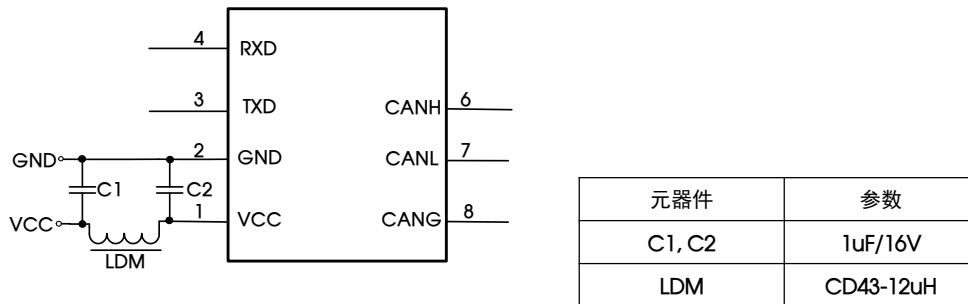 4
RXD
3
TXD
CANH
6
GND
2
GND
CANL
7
C1
C2
VCC
1
VCC
CANG
8
LDM
元器件 参数
C1, C2 1uF/16V
LDM CD43-12uH